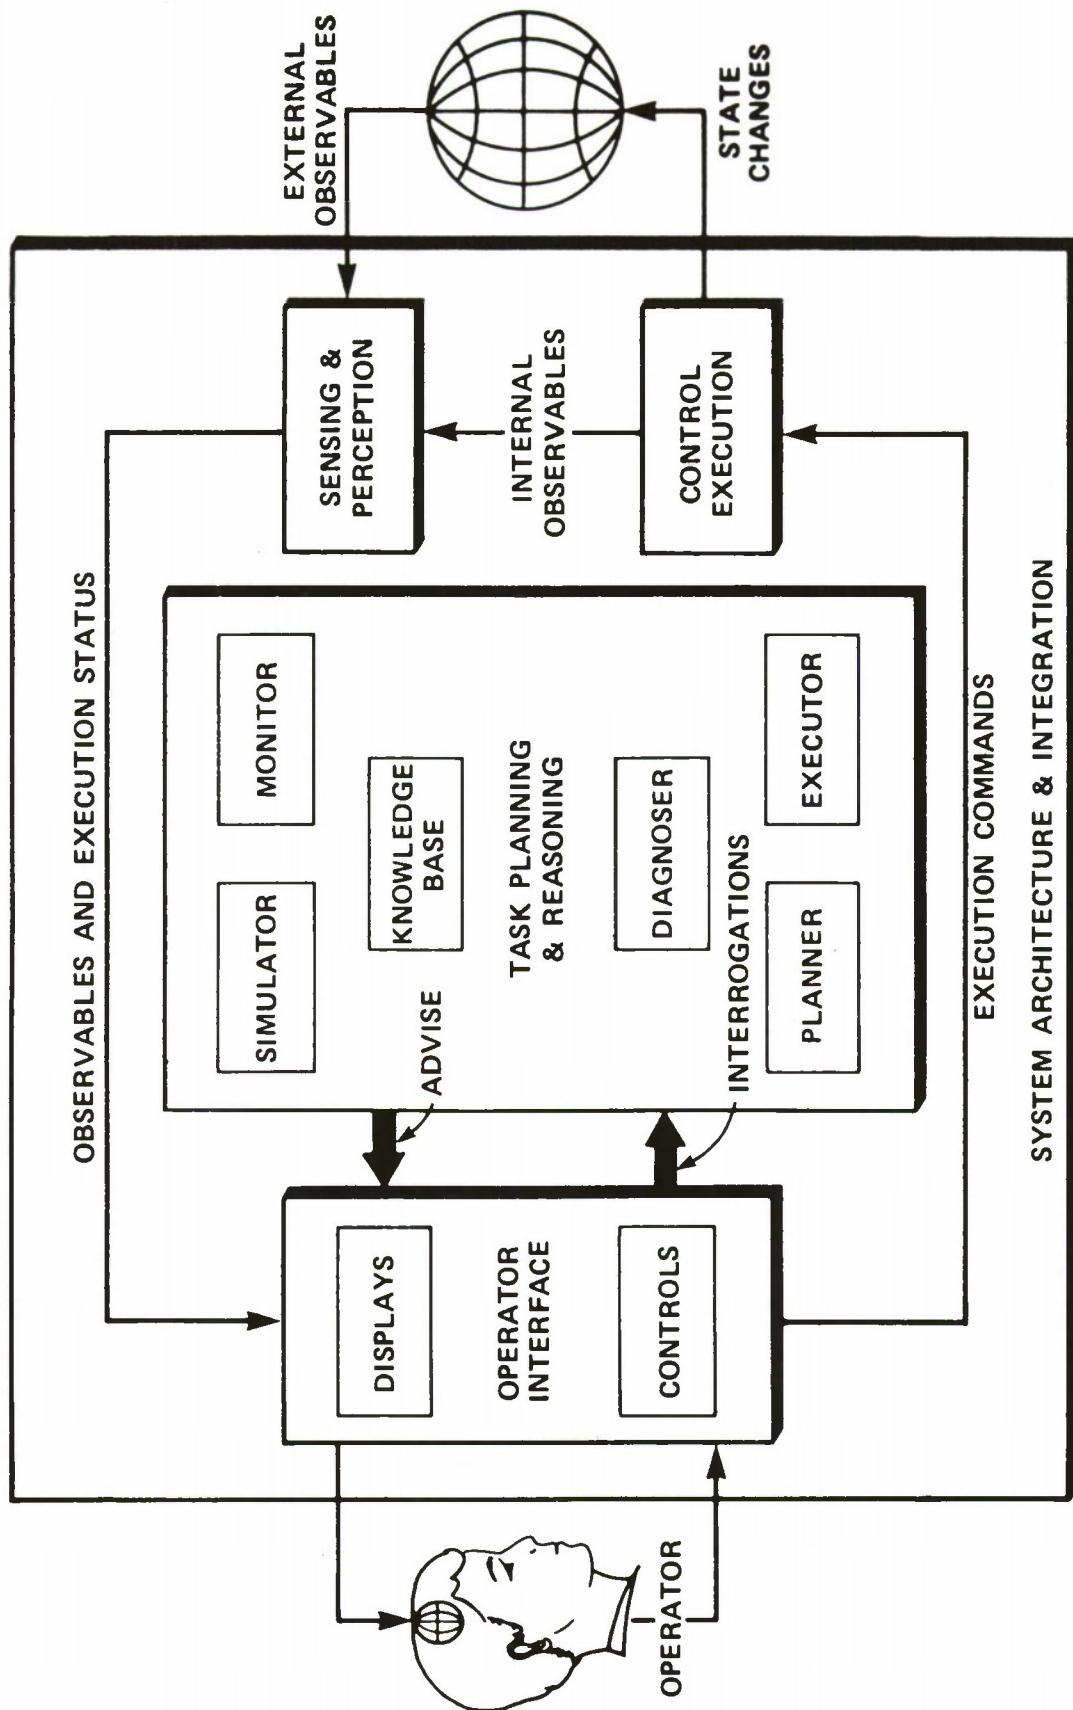 OBSERVABLES AND EXECUTION STATUS
EXTERNAL
OBSERVABLES
SIMULATOR
MONITOR
SENSING &
PERCEPTION
DISPLAYS
ADVISE
KNOWLEDGE
BASE
OPERATOR
INTERFACE
TASK PLANNING
& REASONING
INTERNAL
OBSERVABLES
CONTROLS
DIAGNOSER
INTERROGATIONS
CONTROL
EXECUTION
OPERATOR
PLANNER
EXECUTOR
STATE
CHANGES
EXECUTION COMMANDS
SYSTEM ARCHITECTURE & INTEGRATION